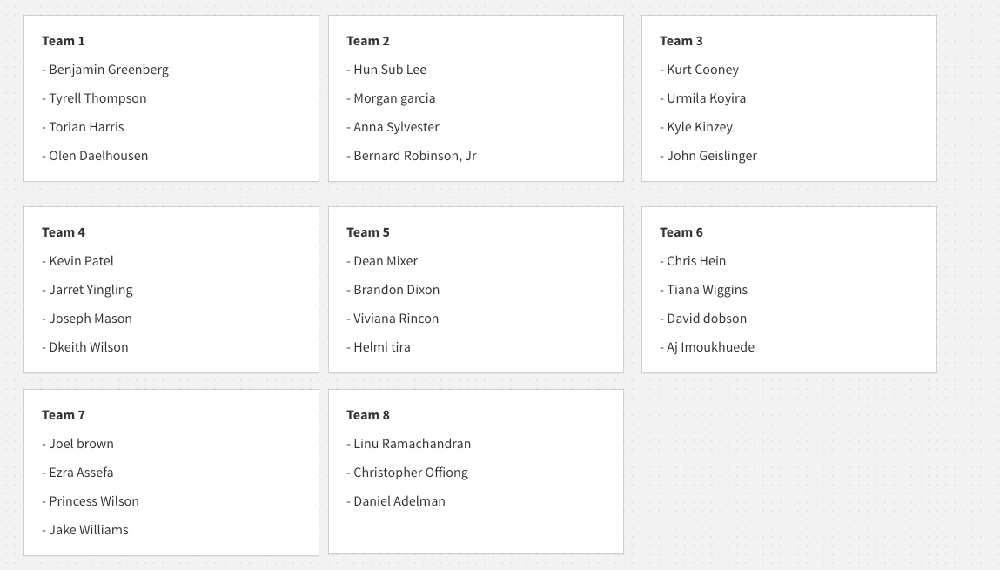 Team 1
- Benjamin Greenberg
- Tyrell Thompson
- Torian Harris
- Olen Daelhousen
Team 2
- Hun Sub Lee
- Morgan garcia
- Anna Sylvester
- Bernard Robinson, Jr
Team 3
- Kurt Cooney
- Urmila Koyira
- Kyle Kinzey
- John Geislinger
Team 4
- Kevin Patel
- Jarret Yingling
- Joseph Mason
- Dkeith Wilson
Team 5
- Dean Mixer
- Brandon Dixon
- Viviana Rincon
- Helmi tira
Team 6
- Chris Hein
- Tiana Wiggins
- David dobson
- Aj Imoukhuede
Team 7
- Joel brown
- Ezra Assefa
- Princess Wilson
- Jake Williams
Team 8
- Linu Ramachandran
- Christopher Offiong
- Daniel Adelman